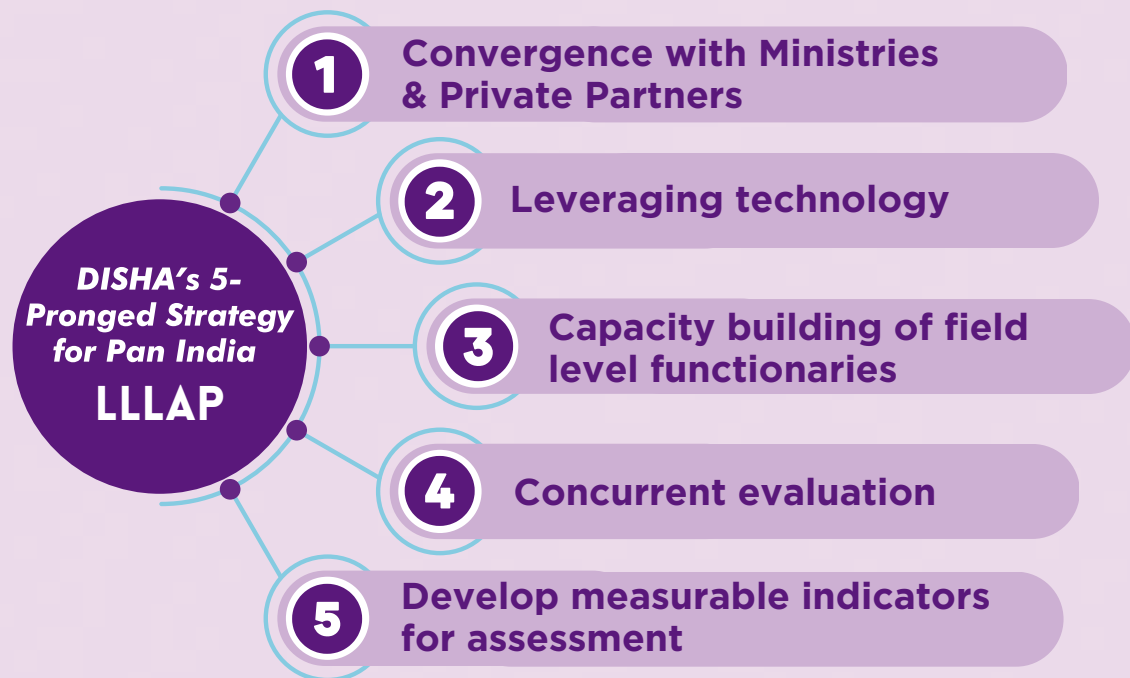 DISHA's 5-
Pronged Strategy
for Pan India
LLLAP
1
Convergence with Ministries
& Private Partners
2
Leveraging technology
3
Capacity building of field
level functionaries
4
Concurrent evaluation
5
Develop measurable indicators
for assessment